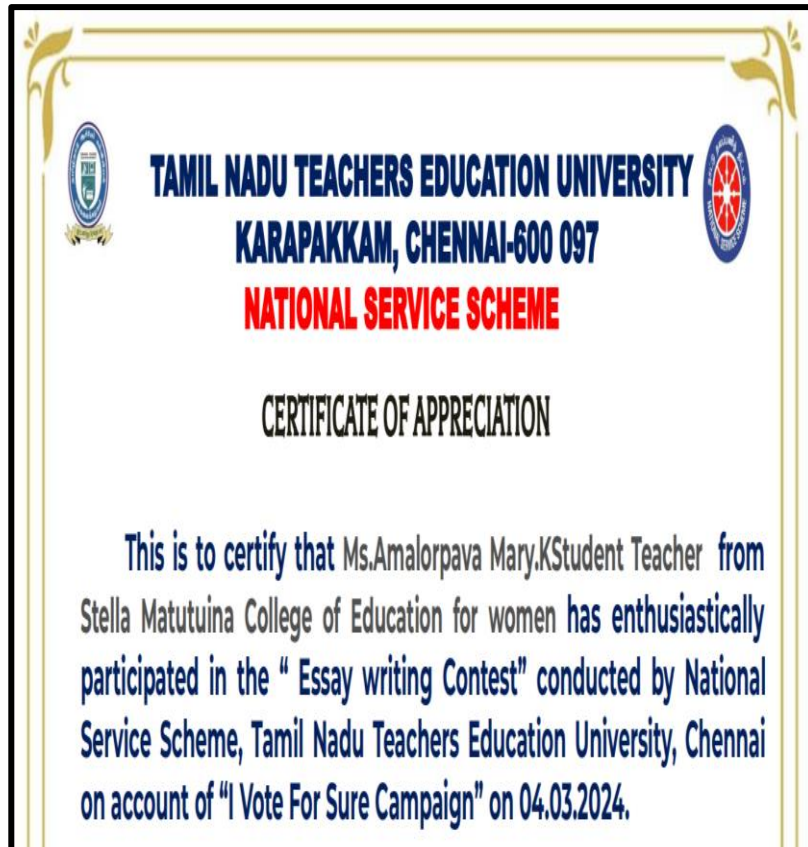 TAMIL NADU TEACHERS EDUCATION UNIVERSITY
KARAPAKKAM, CHENNAI-600 097
NATIONAL SERVICE SCHEME
NATIONAL SERVICE SCHEME
CERTIFICATE OF APPRECIATION
This is to certify that Ms.Amalorpava Mary.KStudent Teacher from
Stella Matutuina College of Education for women has enthusiastically
participated in the “ Essay writing Contest” conducted by National
Service Scheme, Tamil Nadu Teachers Education University, Chennai
on account of “I Vote For Sure Campaign” on 04.03.2024.